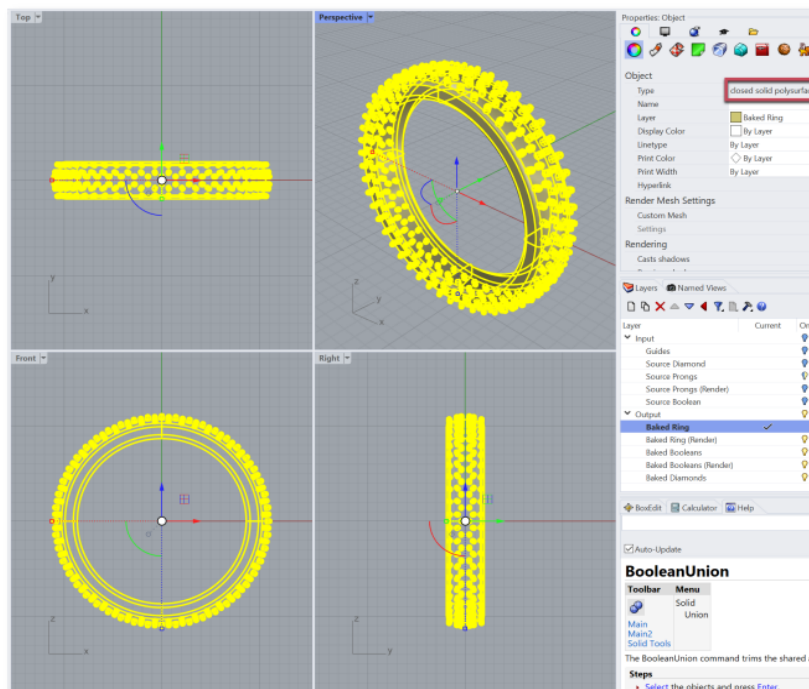 Top
Perspective
y
x
z
y
x
Front
Right
z
x
z
y
Properties: Object
Object
Type closed solid polysurfa
Name
Layer Baked Ring
Display Color By Layer
Linetype By Layer
Print Color By Layer
Print Width By Layer
Hyperlink
Render Mesh Settings
Custom Mesh
Settings
Rendering
Casts shadows
Layers Named Views
Layer Current On
Input
Guides
Source Diamond
Source Prongs
Source Prongs (Render)
Source Boolean
Output
Baked Ring
Baked Ring (Render)
Baked Booleans
Baked Booleans (Render)
Baked Diamonds
BoxEdit Calculator Help
Auto-Update
BooleanUnion
Toolbar Menu
Solid
Union
Main
Main2
Solid Tools
The BooleanUnion command trims the shared
Steps
Select the objects and press Enter.